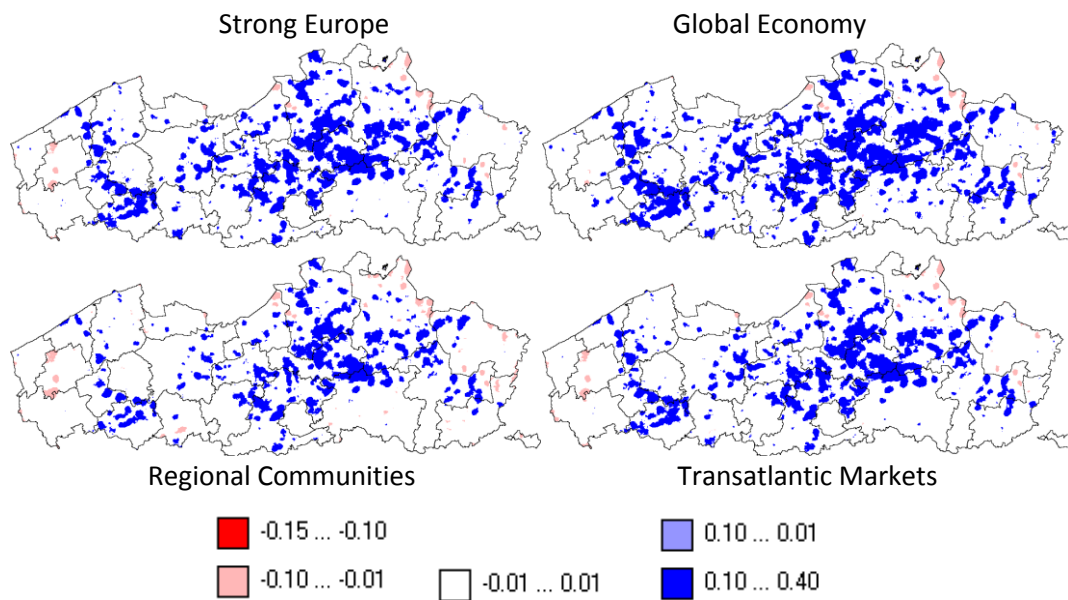 Strong Europe
Global Economy
Regional Communities
Transatlantic Markets
-0.15 ... -0.10
-0.10 ... -0.01
-0.01 ... 0.01
0.10 ... 0.01
0.10 ... 0.40